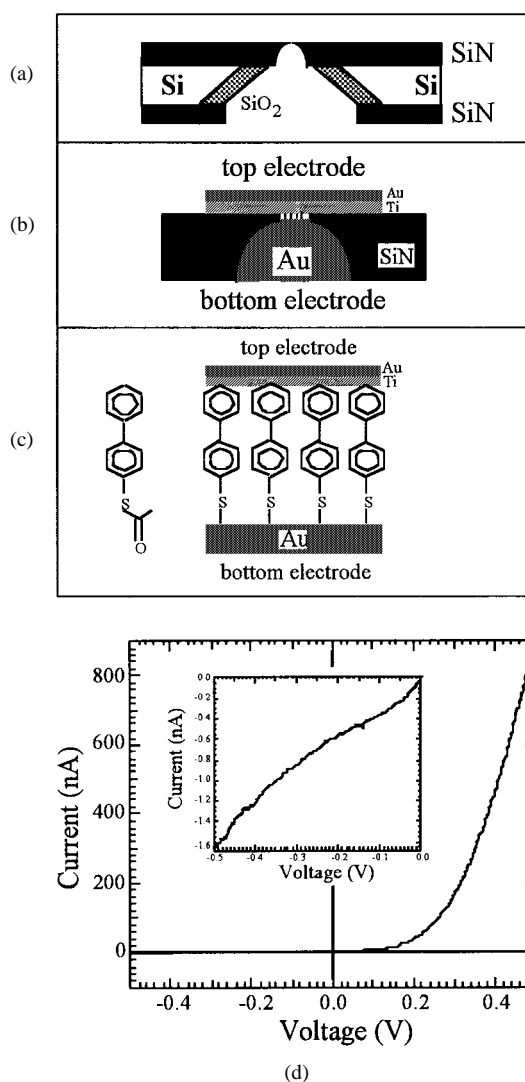 (a)
SiN
Si
SiO2
Si
SiN
(b)
top electrode
Au
Ti
Au
SiN
bottom electrode
(c)
top electrode
Au
Ti
S
O
S S S S
Au
bottom electrode
800
600
400
200
0
Current (nA)
0.0
-0.2
-0.4
-0.6
-0.8
-1.0
-1.2
-1.4
-1.6
Current (nA)
-0.5 -0.4 -0.3 -0.2 -0.1 0.0
Voltage (V)
-0.4 -0.2 0.0 0.2 0.4
Voltage (V)
(d)